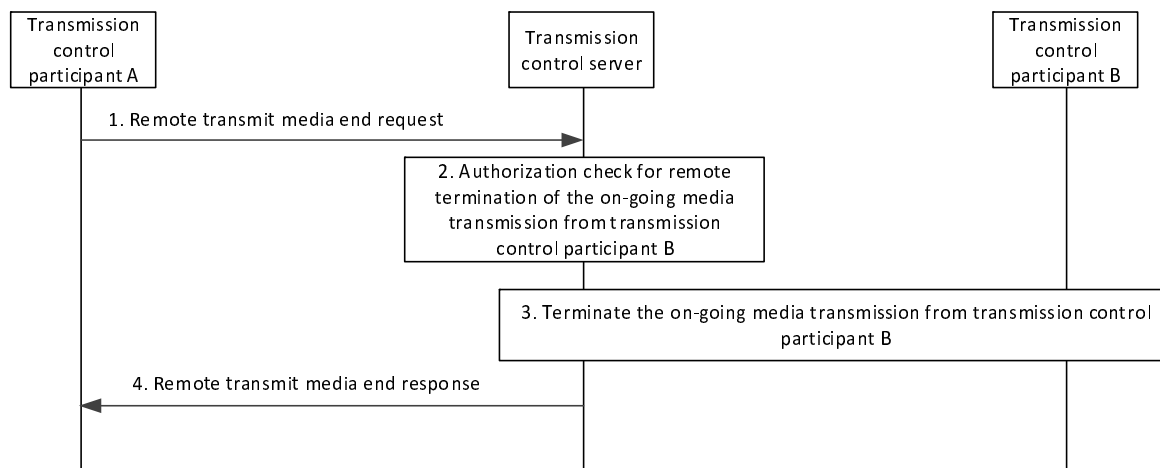 Transmission
control
participant A
Transmission
control server
Transmission
control
participant B
1. Remote transmit media end request
2. Authorization check for remote
termination of the on-going media
transmission from transmission
control participant B
3. Terminate the on-going media transmission from transmission control
participant B
4. Remote transmit media end response